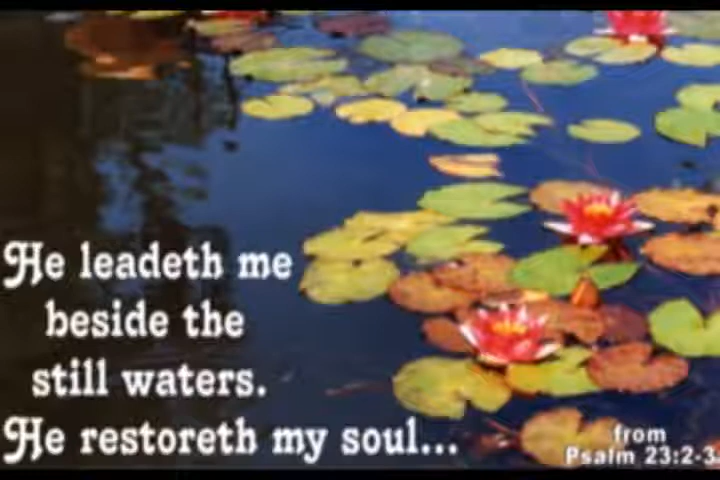 He leadeth me
beside the
still waters.
He restoreth my soul...
from
Psalm 23:2-3